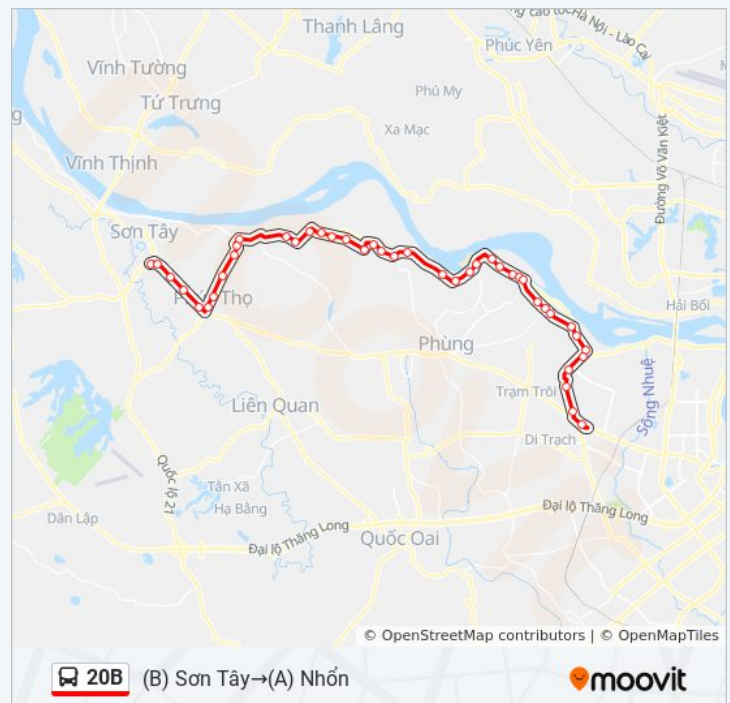 Thanh Lâng
Phúc Yên
Vĩnh Tường
Phú My
Tứ Trưng
Xa Mạc
Vĩnh Thịnh
Đường Võ Văn Kiệt
Sơn Tây
Thọ
Hải Bối
Phùng
Sông Nhuệ
Trạm Trôi
Liên Quan
Di Trạch
Quốc lộ 21
Tân Xã
Hạ Bằng
Đại lộ Thăng Long
Dân Lập
Đại lộ Thăng Long
Quốc Oai
© OpenStreetMap contributors | © OpenMapTiles
20B (B) Sơn Tây→(A) Nhổn
moovit